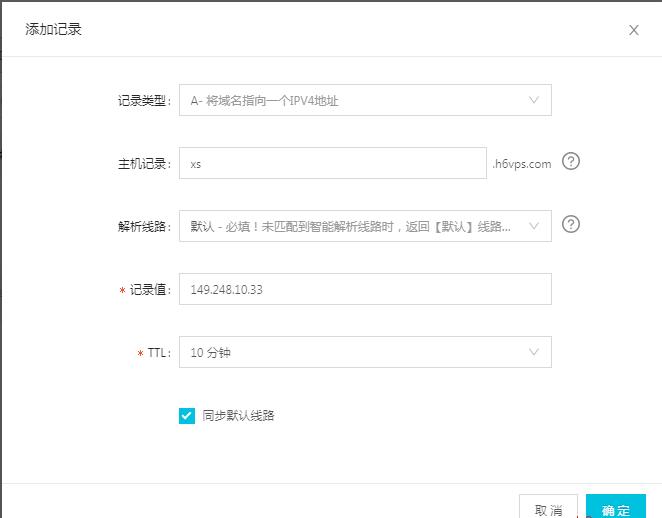 添加记录
记录类型: A- 将域名指向一个IPV4地址
主机记录: xs .h6vps.com ?
解析线路: 默认 - 必填！未匹配到智能解析线路时，返回【默认】线路... ?
* 记录值: 149.248.10.33
* TTL: 10 分钟
同步默认线路
取消 确定